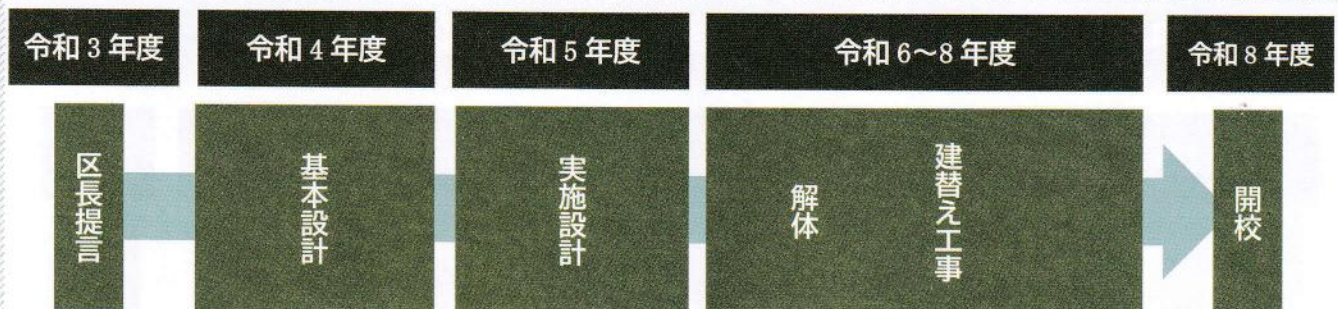 令和3年度
令和4年度
令和5年度
令和6～8年度
令和8年度
区長提言
基本設計
実施設計
解体
建替え工事
開校